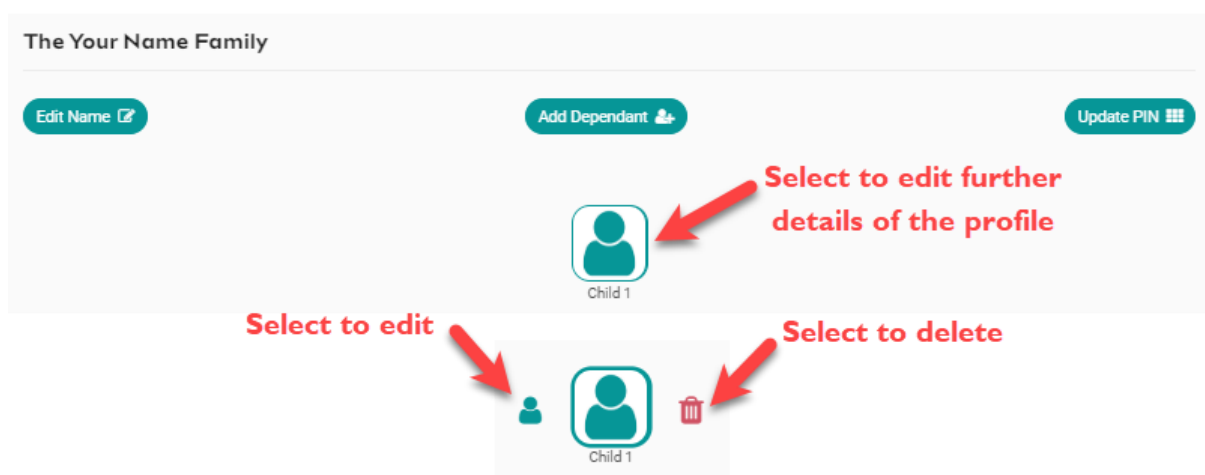 The Your Name Family
Edit Name Add Dependant Update PIN
Select to edit further
details of the profile
Child 1
Select to edit Select to delete
Child 1